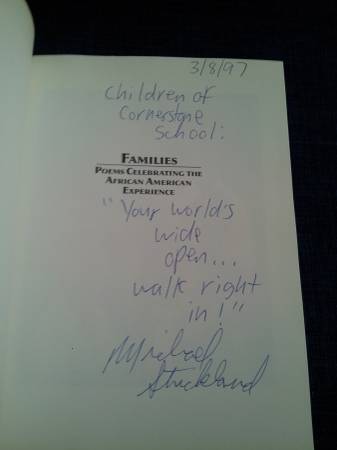 3/8/97
Children of
Cornerstone
School:
FAMILIES
POEMS CELEBRATING THE
AFRICAN AMERICAN
EXPERIENCE
"Your world's
wide
open...
walk right
in!"
Michael
Strickland